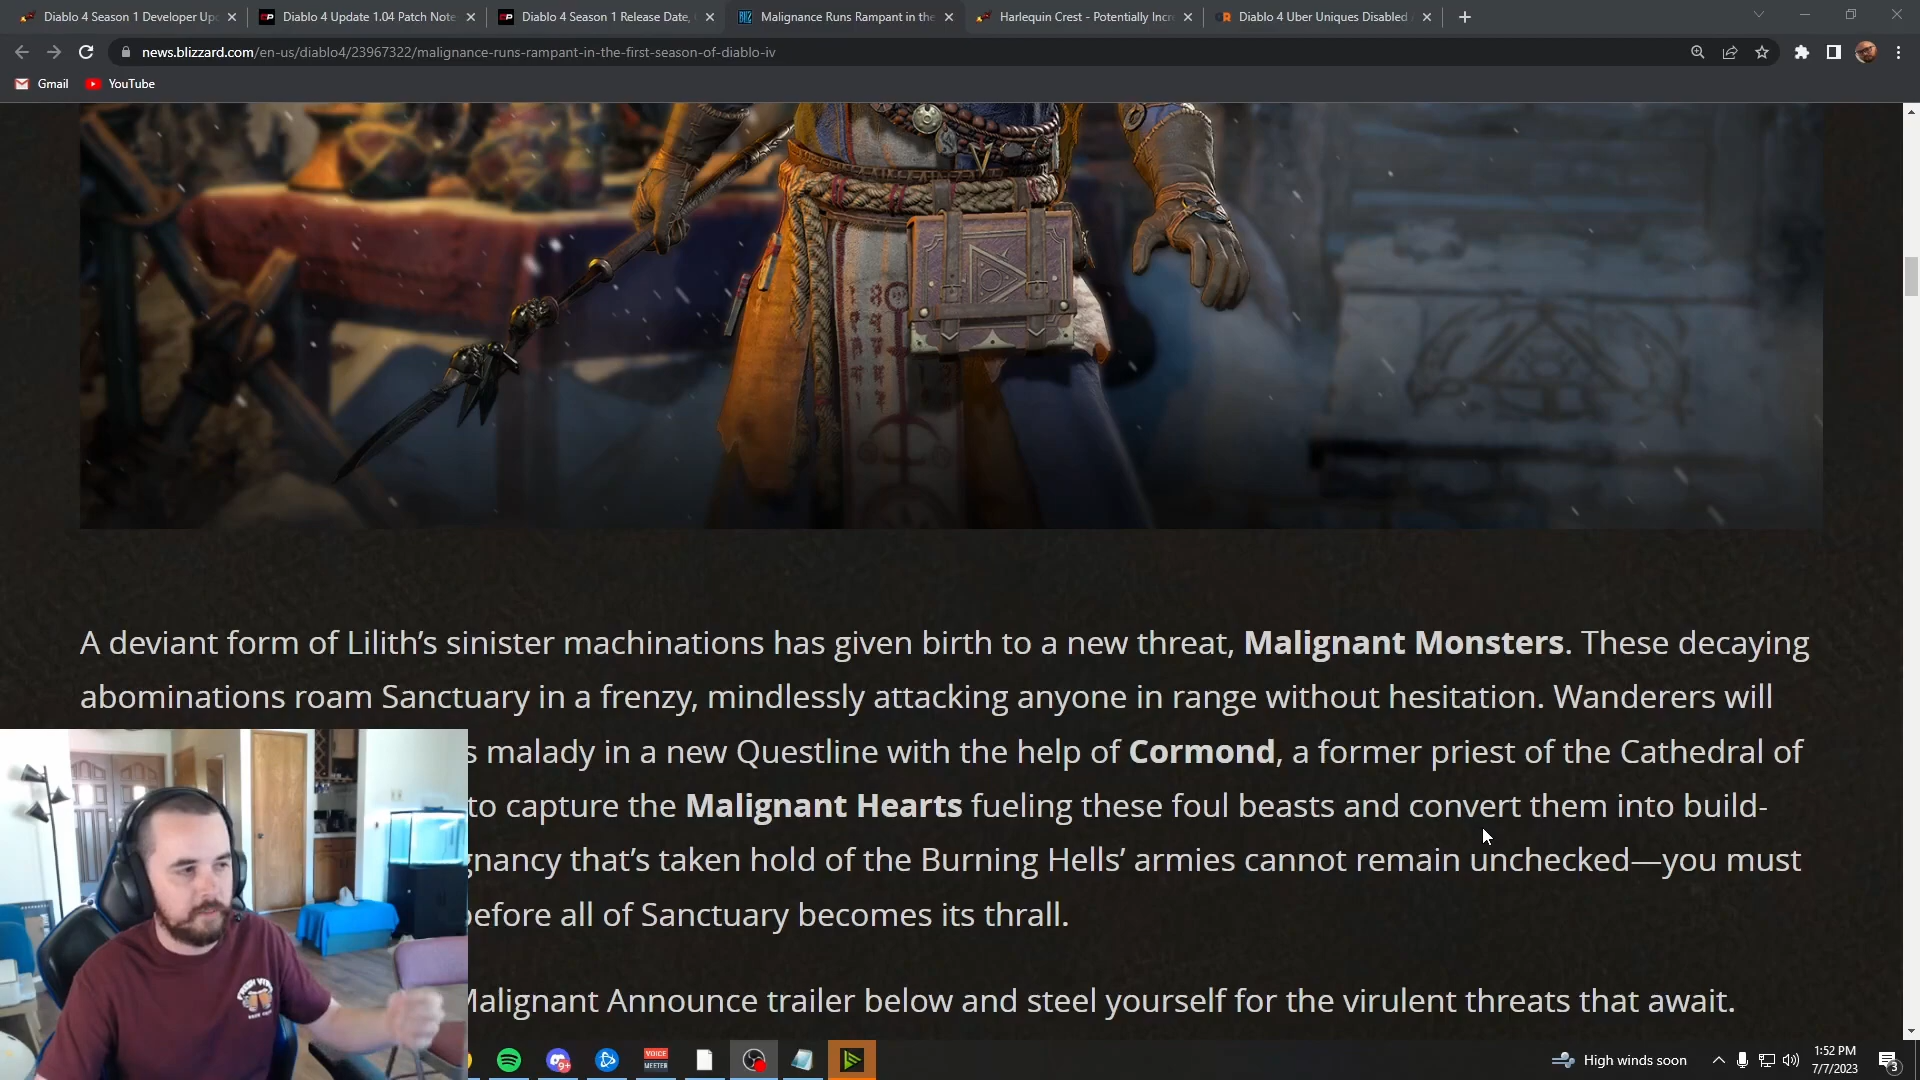 Diablo 4 Season 1 Developer Upd
Diablo 4 Update 1.04 Patch Note
Diablo 4 Season 1 Release Date,
Malignance Runs Rampant in the
Harlequin Crest - Potentially Incr
Diablo 4 Uber Uniques Disabled
news.blizzard.com/en-us/diablo4/23967322/malignance-runs-rampant-in-the-first-season-of-diablo-iv
Gmail
YouTube
A deviant form of Lilith's sinister machinations has given birth to a new threat, Malignant Monsters. These decaying
abominations roam Sanctuary in a frenzy, mindlessly attacking anyone in range without hesitation. Wanderers will
s malady in a new Questline with the help of Cormond, a former priest of the Cathedral of
to capture the Malignant Hearts fueling these foul beasts and convert them into build-
gnancy that's taken hold of the Burning Hells' armies cannot remain unchecked—you must
before all of Sanctuary becomes its thrall.
Malignant Announce trailer below and steel yourself for the virulent threats that await.
9+
VOICE
MEETER
High winds soon
1:52 PM
7/7/2023
3